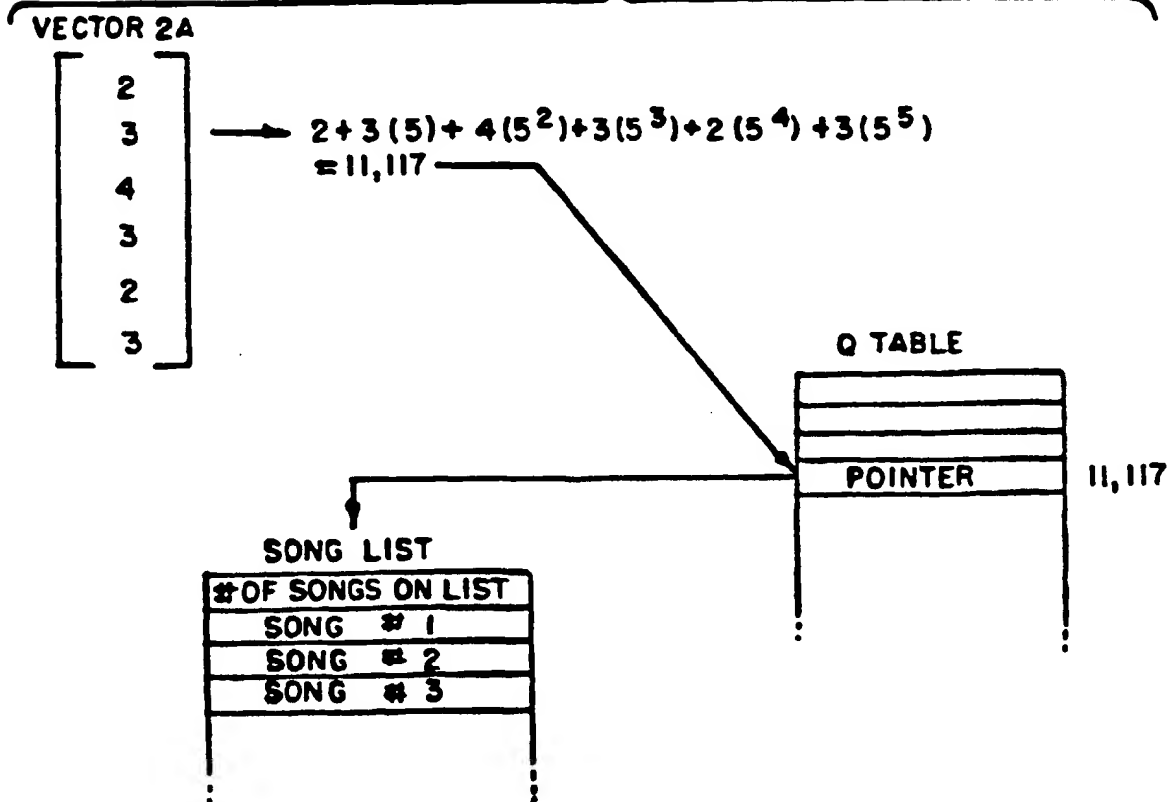 VECTOR 2A
2
3
4
3
2
3
2+3(5)+4(5²)+3(5³)+2(5⁴)+3(5⁵)
=11,117
Q TABLE
POINTER
11,117
SONG LIST
# OF SONGS ON LIST
SONG # 1
SONG # 2
SONG # 3